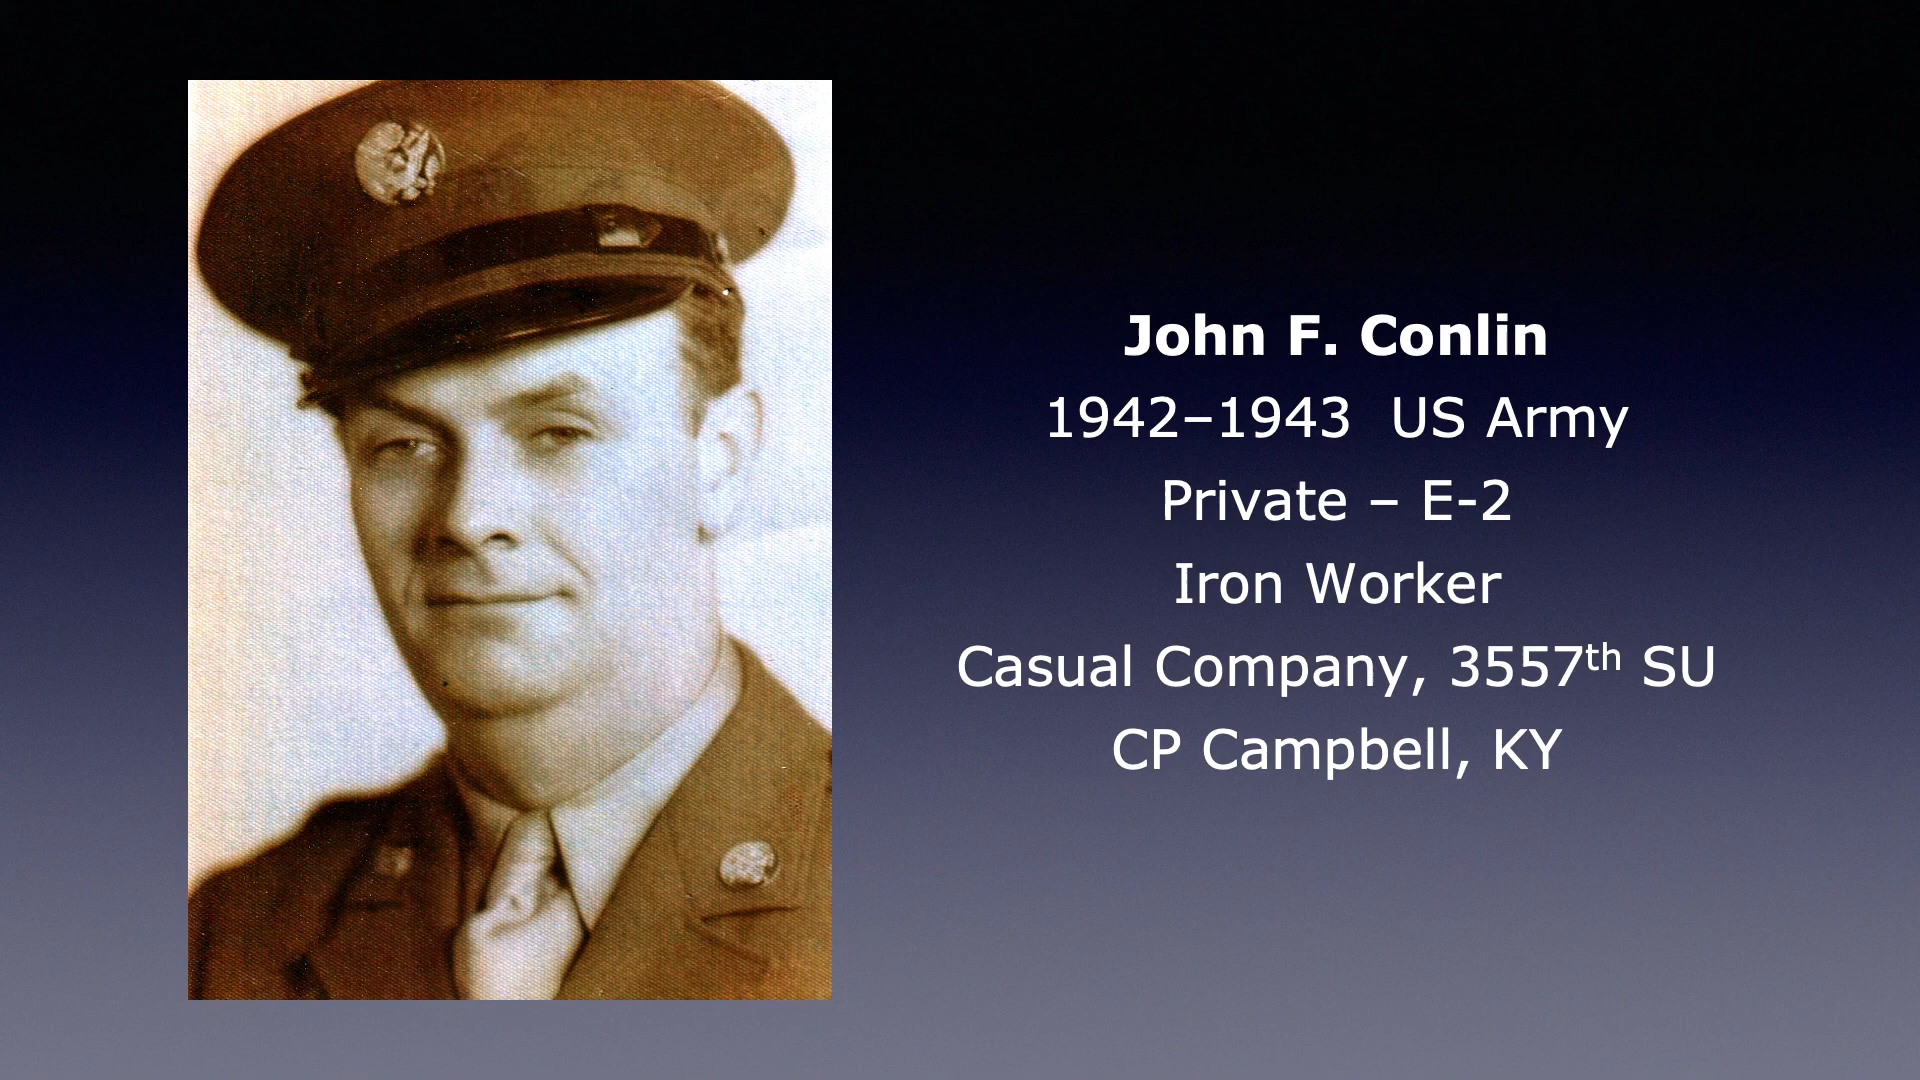 John F. Conlin
1942–1943  US Army
Private – E-2
Iron Worker
Casual Company, 3557th SU
CP Campbell, KY